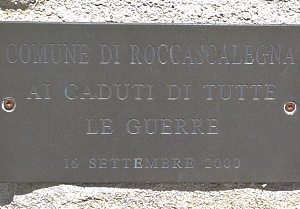 COMUNE DI ROCCASCALEGNA
AI CADUTI DI TUTTE
LE GUERRE
16 SETTEMBRE 2000